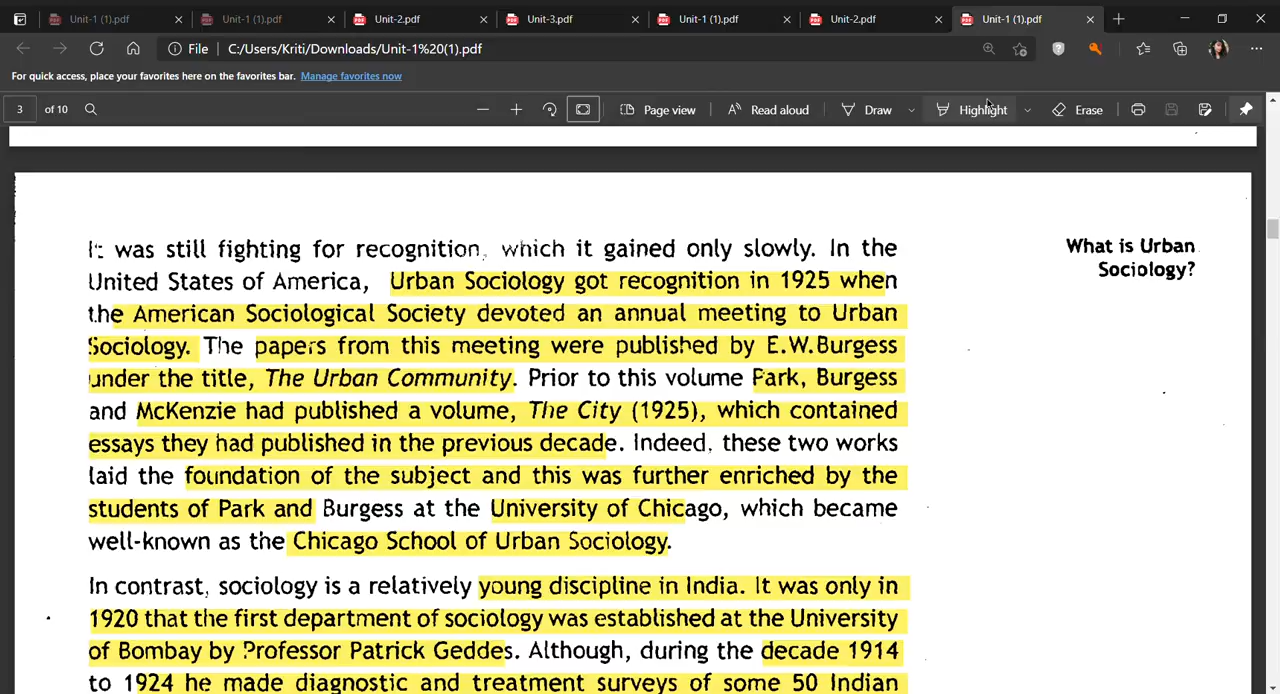 Unit-1 (1).pdf
Unit-1 (1).pdf
Unit-2.pdf
Unit-3.pdf
Unit-1 (1).pdf
Unit-2.pdf
Unit-1 (1).pdf
File
C:/Users/Kriti/Downloads/Unit-1%20(1).pdf
For quick access, place your favorites here on the favorites bar. Manage favorites now
3 of 10
Page view
Read aloud
Draw
Highlight
Erase
It was still fighting for recognition, which it gained only slowly. In the
United States of America, Urban Sociology got recognition in 1925 when
the American Sociological Society devoted an annual meeting to Urban
Sociology. The papers from this meeting were published by E.W.Burgess
under the title, The Urban Community. Prior to this volume Park, Burgess
and McKenzie had published a volume, The City (1925), which contained
essays they had published in the previous decade. Indeed, these two works
laid the foundation of the subject and this was further enriched by the
students of Park and Burgess at the University of Chicago, which became
well-known as the Chicago School of Urban Sociology.
In contrast, sociology is a relatively young discipline in India. It was only in
1920 that the first department of sociology was established at the University
of Bombay by Professor Patrick Geddes. Although, during the decade 1914
to 1924 he made diagnostic and treatment surveys of some 50 Indian
What is Urban
Sociology?